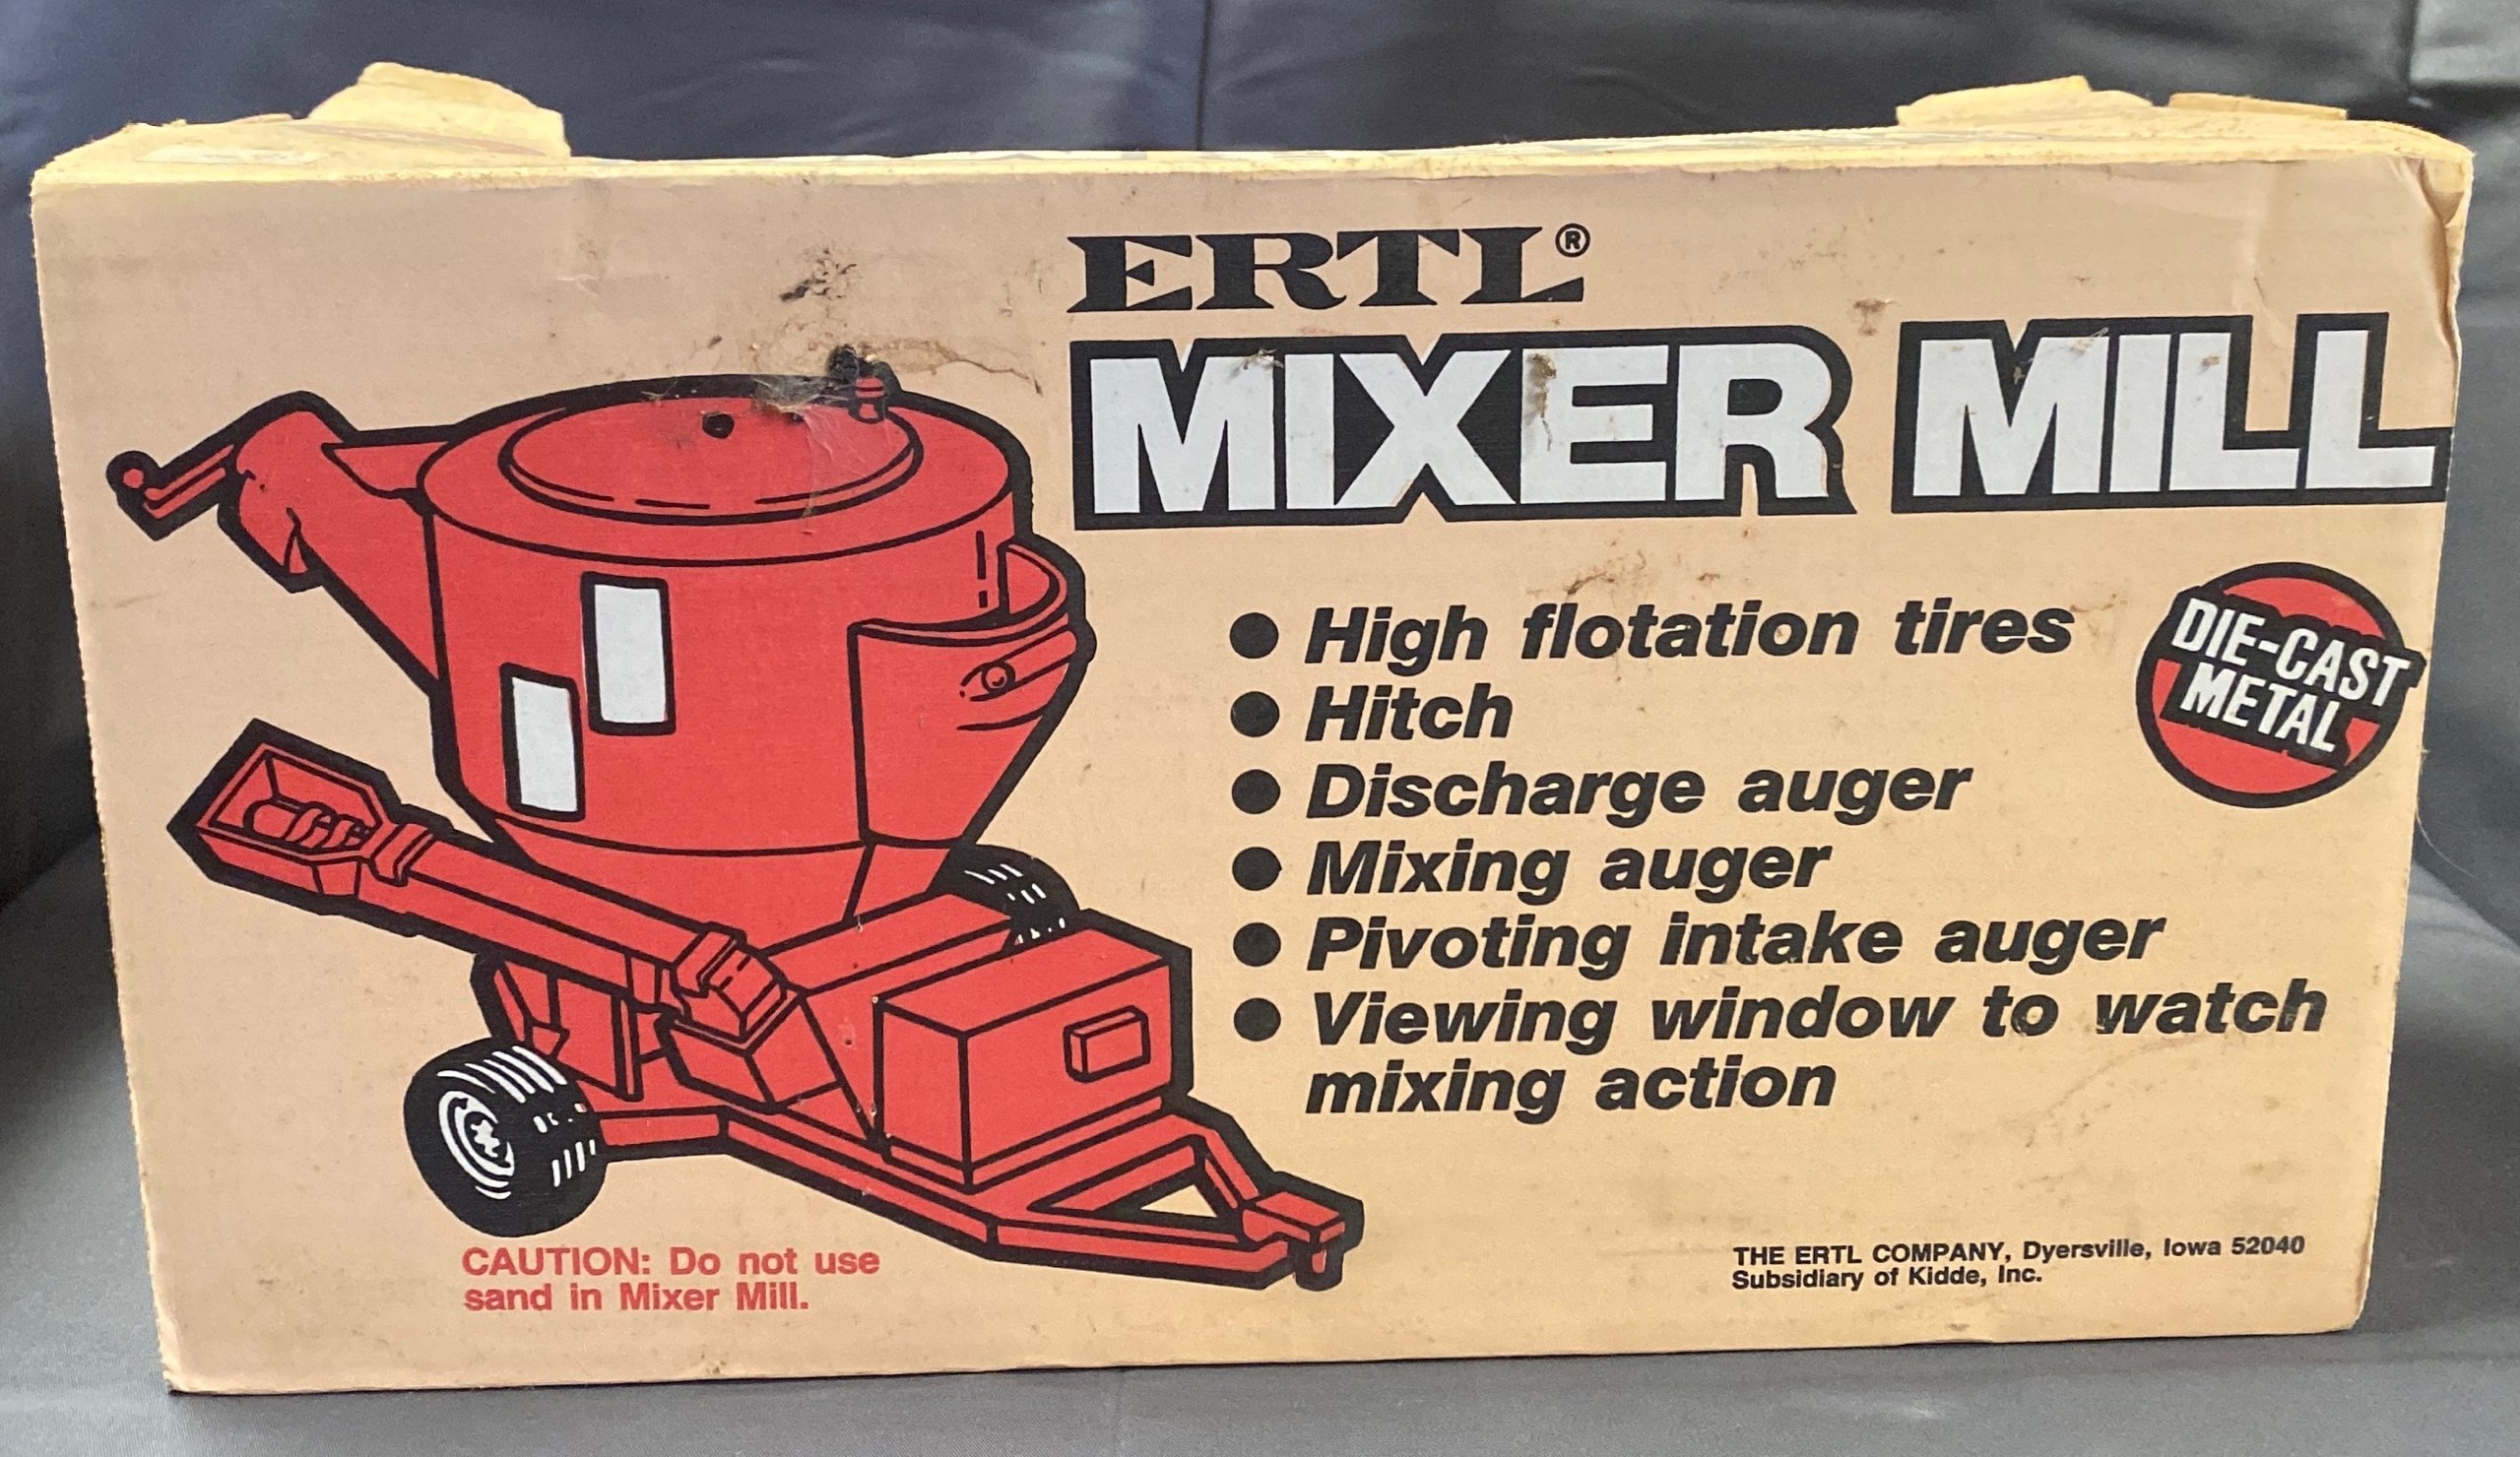 ERTL®
MIXER MILL
● High flotation tires
● Hitch
● Discharge auger
● Mixing auger
● Pivoting intake auger
● Viewing window to watch
mixing action
DIE-CAST
METAL
CAUTION: Do not use
sand in Mixer Mill.
THE ERTL COMPANY, Dyersville, Iowa 52040
Subsidiary of Kidde, Inc.